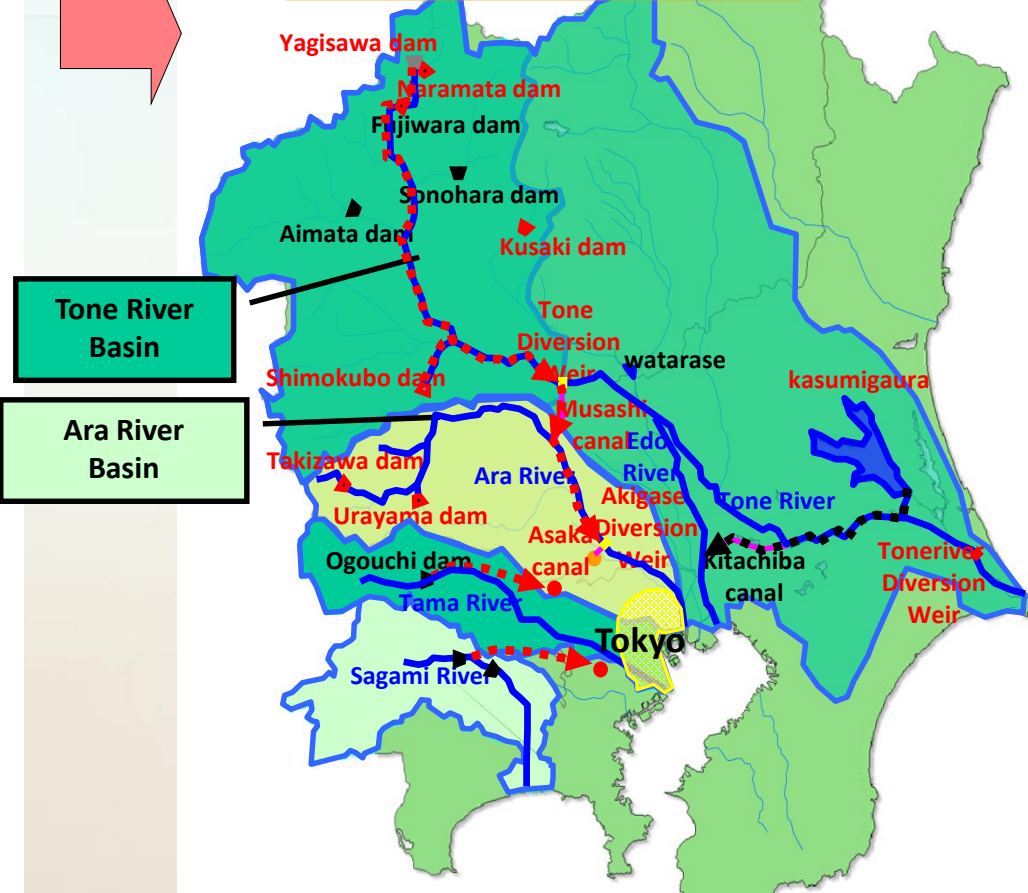 Yagisawa dam
Naramata dam
Fujiwara dam
Sonohara dam
Aimata dam
Kusaki dam
Tone River
Basin
Tone
Diversion
Weir
watarase
Shimokubo dam
kasumigaura
Ara River
Basin
Musashi
canal
Edo
River
Takizawa dam
Ara River
Akigase
Diversion
Weir
Tone River
Urayama dam
Asaka
canal
Ogouchi dam
Kitachiba
canal
Toneriver
Diversion
Weir
Tama River
Tokyo
Sagami River